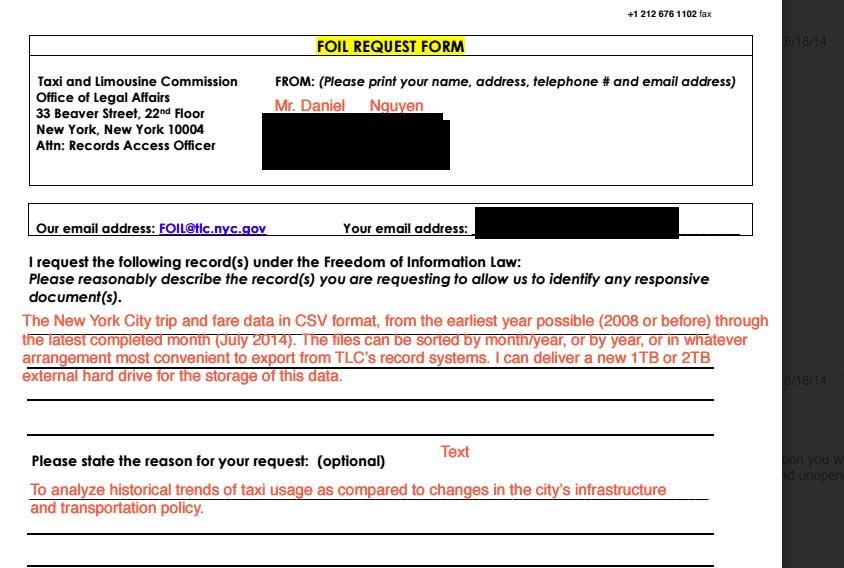 +1 212 676 1102 fax
FOIL REQUEST FORM
Taxi and Limousine Commission
Office of Legal Affairs
33 Beaver Street, 22nd Floor
New York, New York 10004
Attn: Records Access Officer
FROM: (Please print your name, address, telephone # and email address)
Mr. Daniel Nguyen
Our email address: FOIL@tlc.nyc.gov Your email address:
I request the following record(s) under the Freedom of Information Law:
Please reasonably describe the record(s) you are requesting to allow us to identify any responsive
document(s).
The New York City trip and fare data in CSV format, from the earliest year possible (2008 or before) through
the latest completed month (July 2014). The files can be sorted by month/year, or by year, or in whatever
arrangement most convenient to export from TLC's record systems. I can deliver a new 1TB or 2TB
external hard drive for the storage of this data.
Text
Please state the reason for your request: (optional)
To analyze historical trends of taxi usage as compared to changes in the city's infrastructure
and transportation policy.
8/18/14
8/18/14